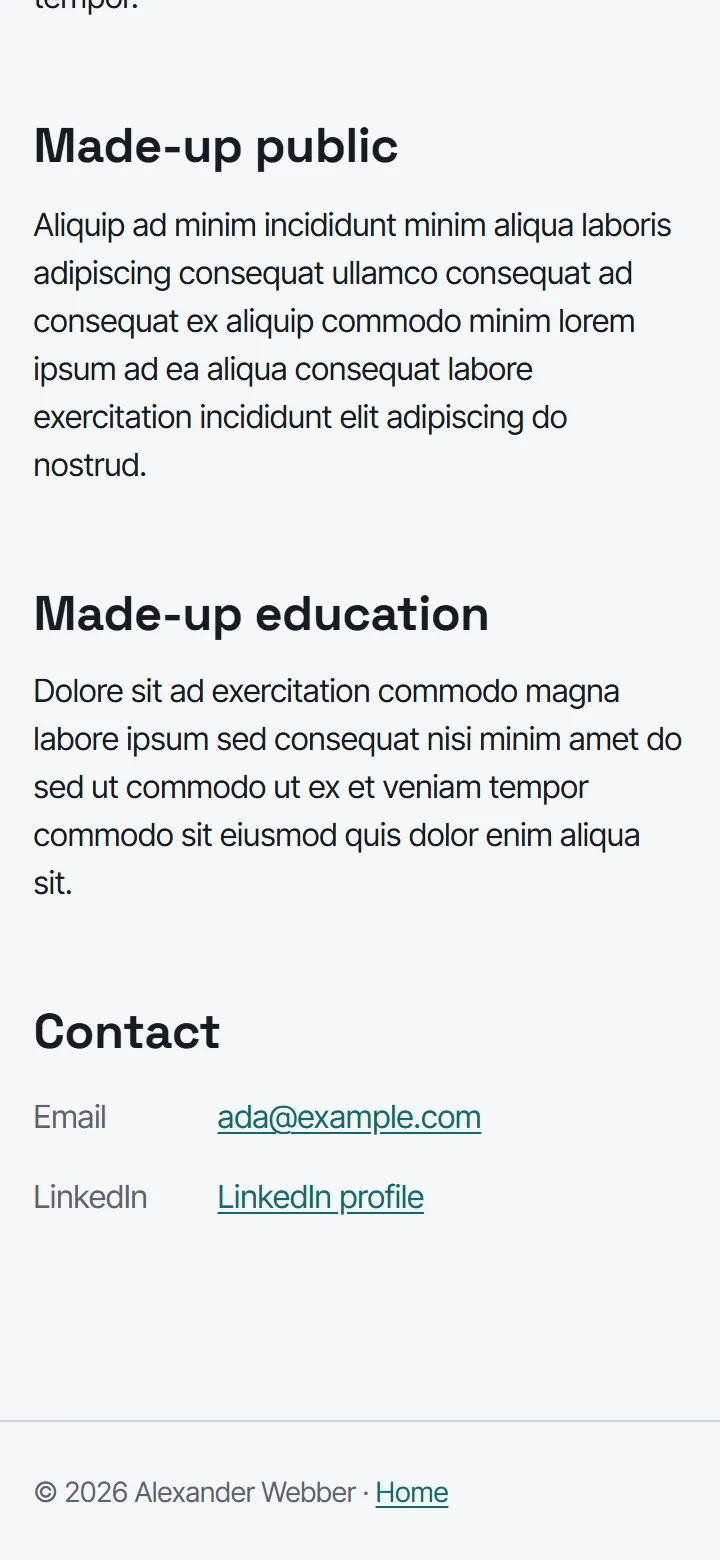 tempor.
Made-up public
Aliquip ad minim incididunt minim aliqua laboris
adipiscing consequat ullamco consequat ad
consequat ex aliquip commodo minim lorem
ipsum ad ea aliqua consequat labore
exercitation incididunt elit adipiscing do
nostrud.
Made-up education
Dolore sit ad exercitation commodo magna
labore ipsum sed consequat nisi minim amet do
sed ut commodo ut ex et veniam tempor
commodo sit eiusmod quis dolor enim aliqua
sit.
Contact
Email ada@example.com
LinkedIn LinkedIn profile
© 2026 Alexander Webber · Home